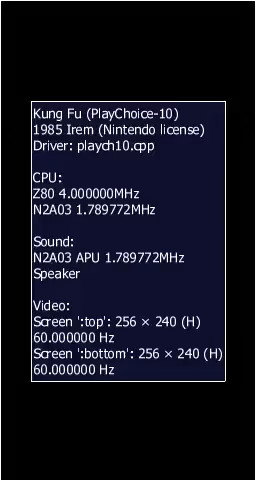 Kung Fu (PlayChoice-10)
1985 Irem (Nintendo license)
Driver: playch10.cpp
CPU:
Z80 4.000000MHz
N2A03 1.789772MHz
Sound:
N2A03 APU 1.789772MHz
Speaker
Video:
Screen ':top': 256 × 240 (H)
60.000000 Hz
Screen ':bottom': 256 × 240 (H)
60.000000 Hz